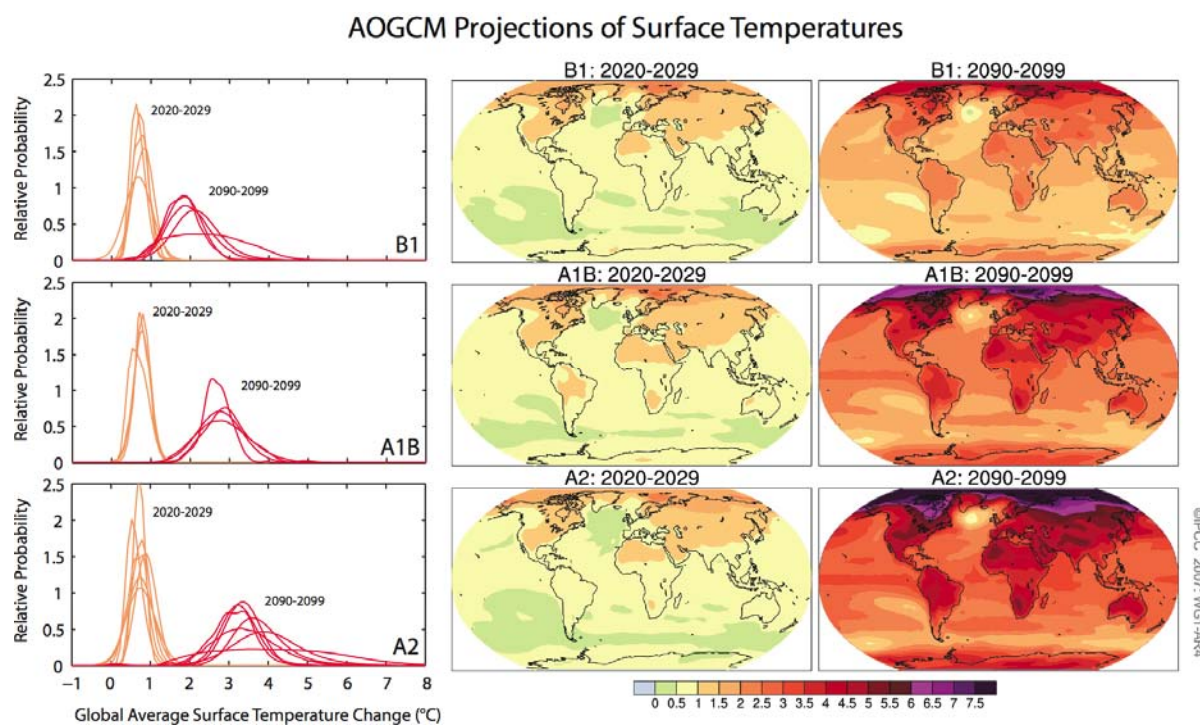 AOGCM Projections of Surface Temperatures
2.5
2
1.5
1
0.5
0
Relative Probability
2020-2029
2090-2099
B1
B1: 2020-2029
B1: 2090-2099
2.5
2
1.5
1
0.5
0
Relative Probability
2020-2029
2090-2099
A1B
A1B: 2020-2029
A1B: 2090-2099
2.5
2
1.5
1
0.5
0
Relative Probability
2020-2029
2090-2099
A2
A2: 2020-2029
A2: 2090-2099
−1 0 1 2 3 4 5 6 7 8
Global Average Surface Temperature Change (°C)
0 0.5 1 1.5 2 2.5 3 3.5 4 4.5 5 5.5 6 6.5 7 7.5
©IPCC 2007: WG1-AR4